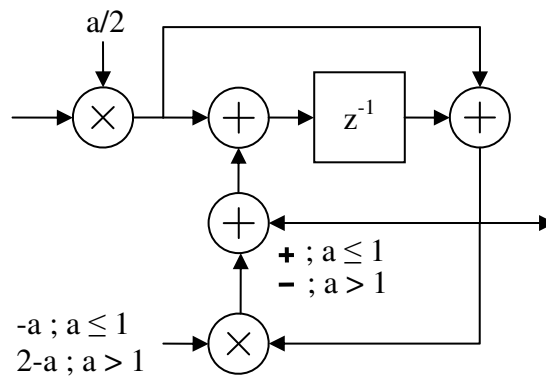 a/2
z⁻¹
+ ; a ≤ 1
− ; a > 1
-a ; a ≤ 1
2-a ; a > 1